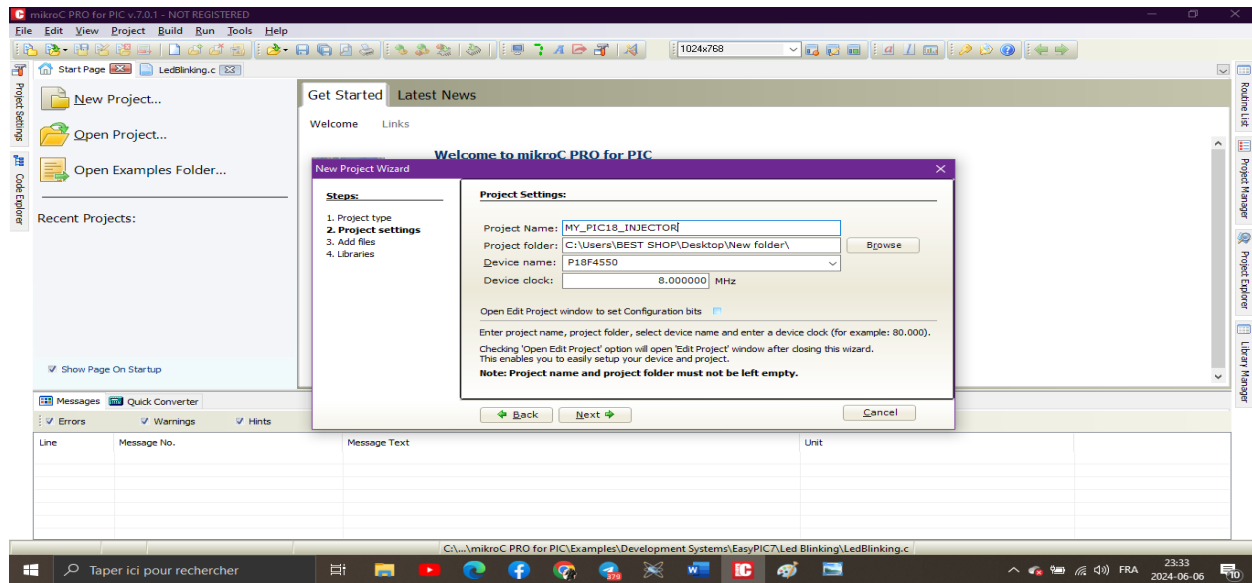 mikroC PRO for PIC v.7.0.1 - NOT REGISTERED
File Edit View Project Build Run Tools Help
1024x768
Start Page LedBlinking.c
Project Settings
Code Explorer
New Project...
Open Project...
Open Examples Folder...
Recent Projects:
Show Page On Startup
Get Started Latest News
Welcome Links
Welcome to mikroC PRO for PIC
New Project Wizard
Steps:
1. Project type
2. Project settings
3. Add files
4. Libraries
Project Settings:
Project Name: MY_PIC18_INJECTOR
Project folder: C:\Users\BEST SHOP\Desktop\New folder\ Browse
Device name: P18F4550
Device clock: 8.000000 MHz
Open Edit Project window to set Configuration bits
Enter project name, project folder, select device name and enter a device clock (for example: 80.000).
Checking 'Open Edit Project' option will open 'Edit Project' window after closing this wizard.
This enables you to easily setup your device and project.
Note: Project name and project folder must not be left empty.
Back Next Cancel
Routine List
Project Manager
Project Explorer
Library Manager
Messages Quick Converter
Errors Warnings Hints
Line Message No. Message Text Unit
C:\...\mikroC PRO for PIC\Examples\Development Systems\EasyPIC7\Led Blinking\LedBlinking.c
Taper ici pour rechercher
FRA
23:33
2024-06-06